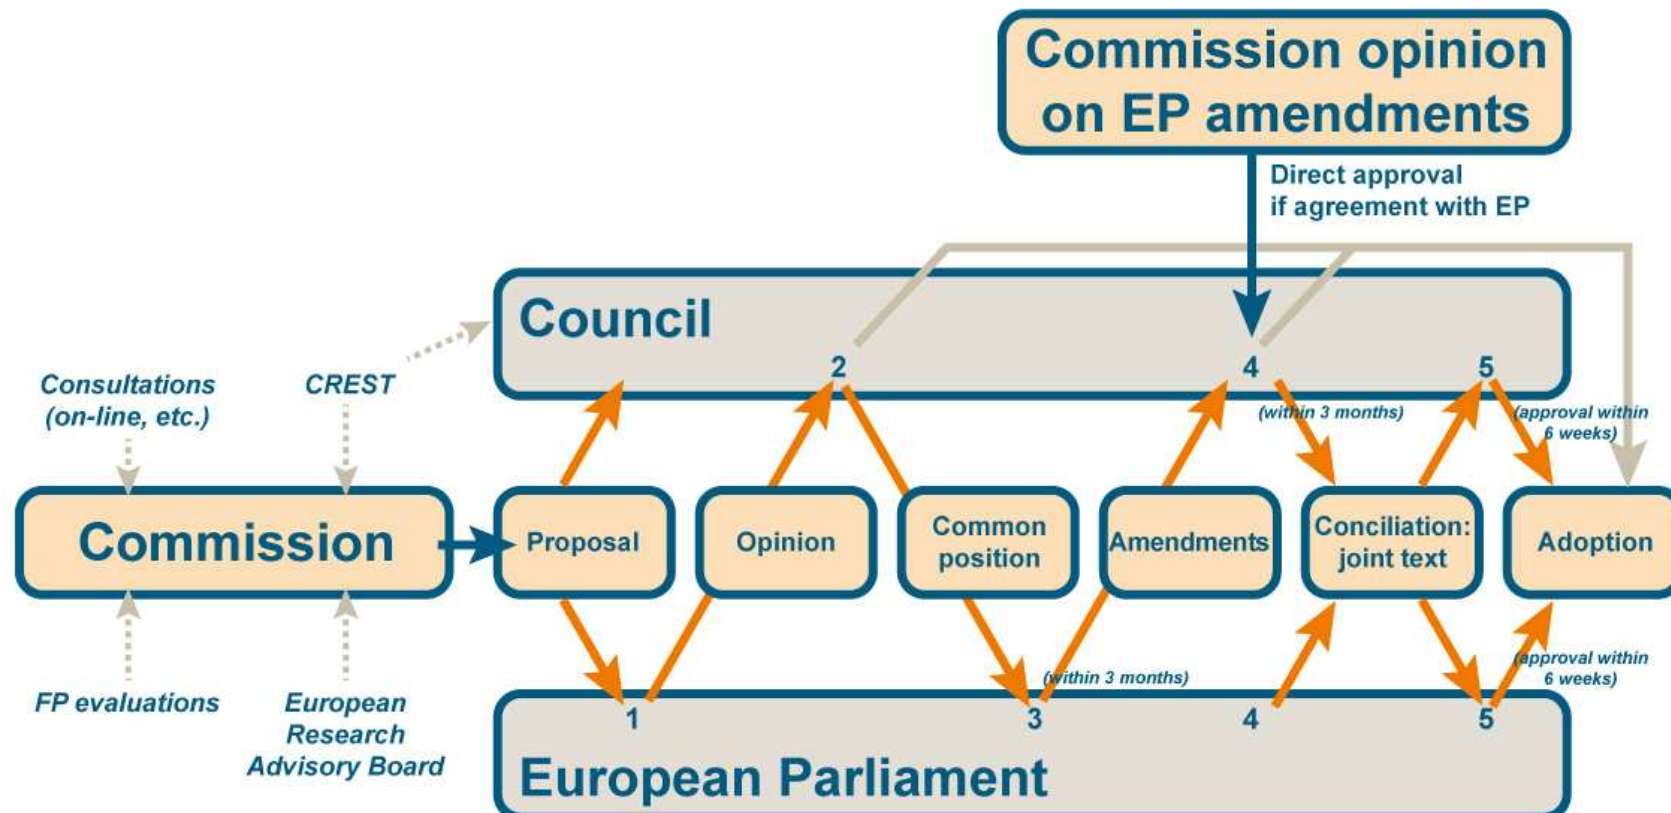 Commission opinion
on EP amendments
Direct approval
if agreement with EP
Council
2
4
5
Consultations
(on-line, etc.)
CREST
(within 3 months)
(approval within
6 weeks)
Commission
Proposal
Opinion
Common
position
Amendments
Conciliation:
joint text
Adoption
FP evaluations
European
Research
Advisory Board
(within 3 months)
(approval within
6 weeks)
1
3
4
5
European Parliament